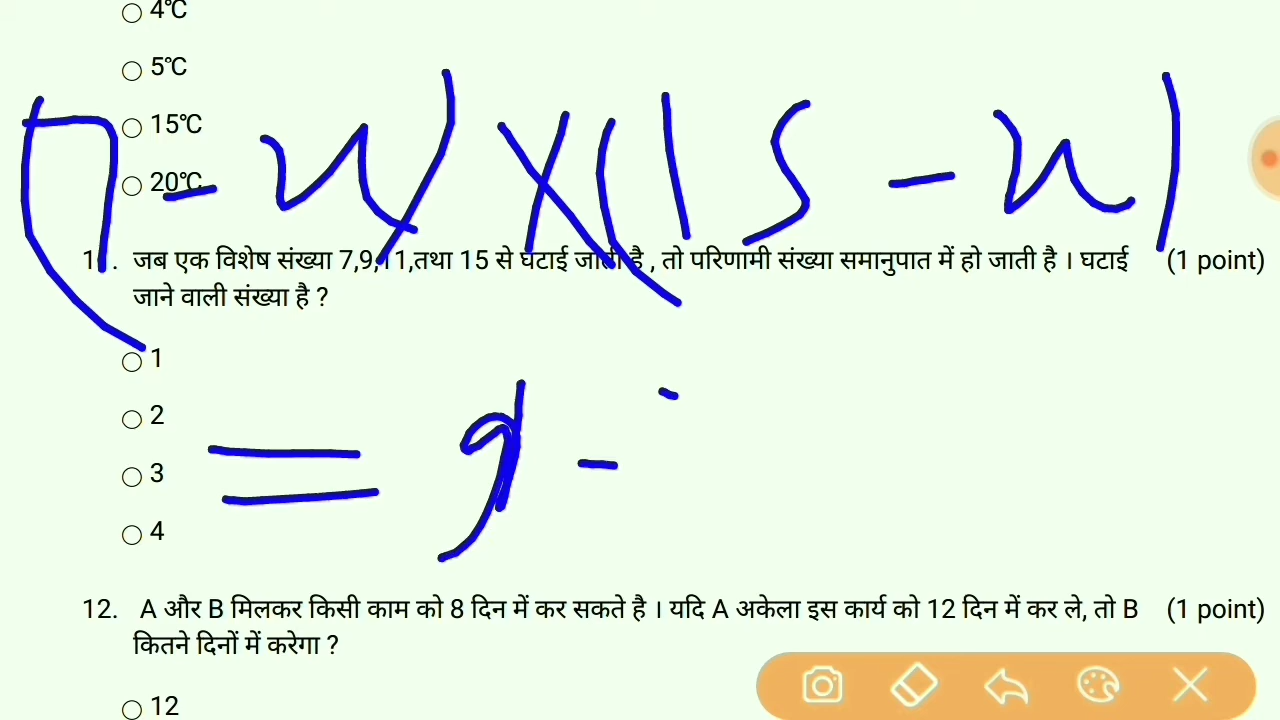 4℃
5℃
15℃
20℃
(7 - x) × (15 - x)
11. जब एक विशेष संख्या 7,9,11,तथा 15 से घटाई जाती है , तो परिणामी संख्या समानुपात में हो जाती है । घटाई (1 point)
जाने वाली संख्या है ?
1
2
3
= 9 -
4
12. A और B मिलकर किसी काम को 8 दिन में कर सकते है । यदि A अकेला इस कार्य को 12 दिन में कर ले, तो B (1 point)
कितने दिनों में करेगा ?
12